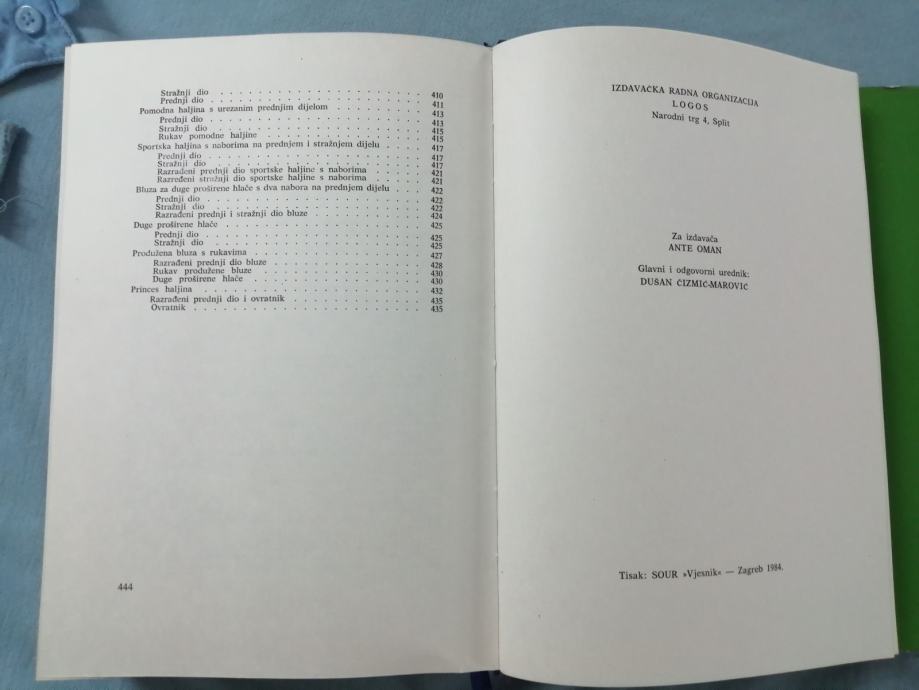 Stražnji dio . . . . . . . . . . . . . . . . . . . . 410
Prednji dio . . . . . . . . . . . . . . . . . . . . 411
Pomodna haljina s urezanim prednjim dijelom . . . . . . . . . 413
Prednji dio . . . . . . . . . . . . . . . . . . . . 413
Stražnji dio . . . . . . . . . . . . . . . . . . . . 415
Rukav pomodne haljine . . . . . . . . . . . . . . . . 415
Sportska haljina s naborima na prednjem i stražnjem dijelu . . . . 417
Prednji dio . . . . . . . . . . . . . . . . . . . . 417
Stražnji dio . . . . . . . . . . . . . . . . . . . . 417
Razrađeni prednji dio sportske haljine s naborima . . . . . . 421
Razređeni stražnji dio sportske haljine s naborima . . . . . . 421
Bluza za duge proširene hlače s dva nabora na prednjem dijelu . . . 422
Prednji dio . . . . . . . . . . . . . . . . . . . . 422
Stražnji dio . . . . . . . . . . . . . . . . . . . . 422
Razrađeni prednji i stražnji dio bluze . . . . . . . . . . . 424
Duge proširene hlače . . . . . . . . . . . . . . . . . 425
Prednji dio . . . . . . . . . . . . . . . . . . . . 425
Stražnji dio . . . . . . . . . . . . . . . . . . . . 425
Produžena bluza s rukavima . . . . . . . . . . . . . . . 427
Razrađeni prednji dio bluze . . . . . . . . . . . . . . 428
Rukav produžene bluze . . . . . . . . . . . . . . . . 430
Duge proširene hlače . . . . . . . . . . . . . . . . . 430
Princes haljina . . . . . . . . . . . . . . . . . . . 432
Razrađeni prednji dio i ovratnik . . . . . . . . . . . . . 435
Ovratnik . . . . . . . . . . . . . . . . . . . . . 435
444
IZDAVAČKA RADNA ORGANIZACIJA
LOGOS
Narodni trg 4, Split
Za izdavača
ANTE OMAN
Glavni i odgovorni urednik:
DUŠAN ČIZMIĆ-MAROVIĆ
Tisak: SOUR »Vjesnik« — Zagreb 1984.